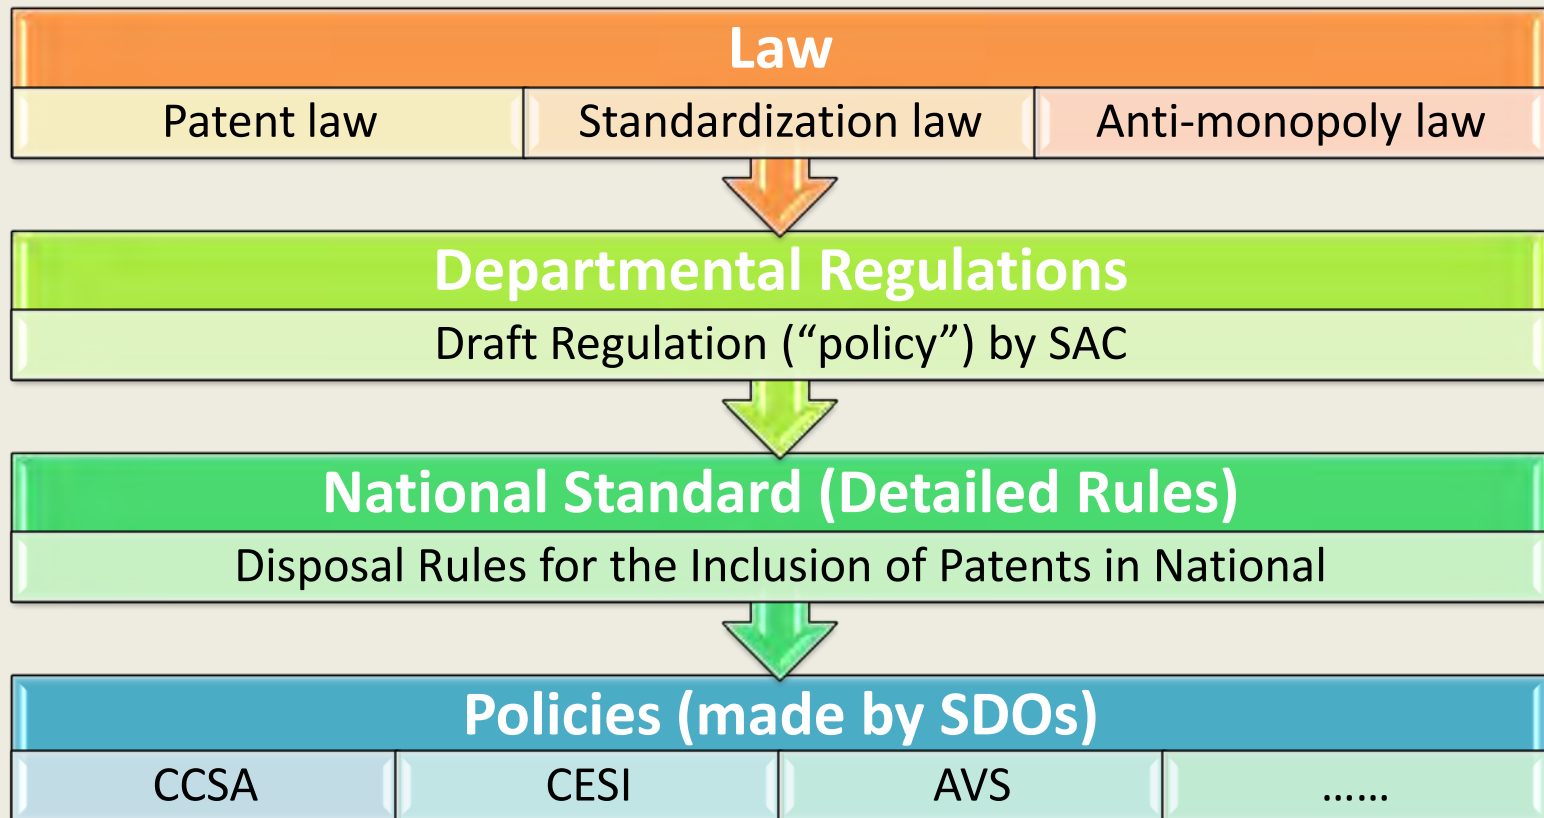 Law
Patent law
Standardization law
Anti-monopoly law
Departmental Regulations
Draft Regulation (“policy”) by SAC
National Standard (Detailed Rules)
Disposal Rules for the Inclusion of Patents in National
Policies (made by SDOs)
CCSA
CESI
AVS
……